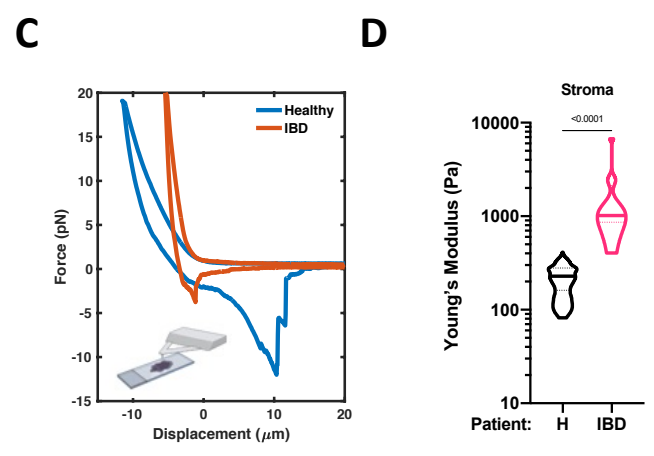 C
D
20
15
10
5
0
-5
-10
-15
-10
0
10
20
Force (pN)
Displacement (μm)
Healthy
IBD
Stroma
<0.0001
10000
1000
100
10
Young's Modulus (Pa)
Patient: H IBD